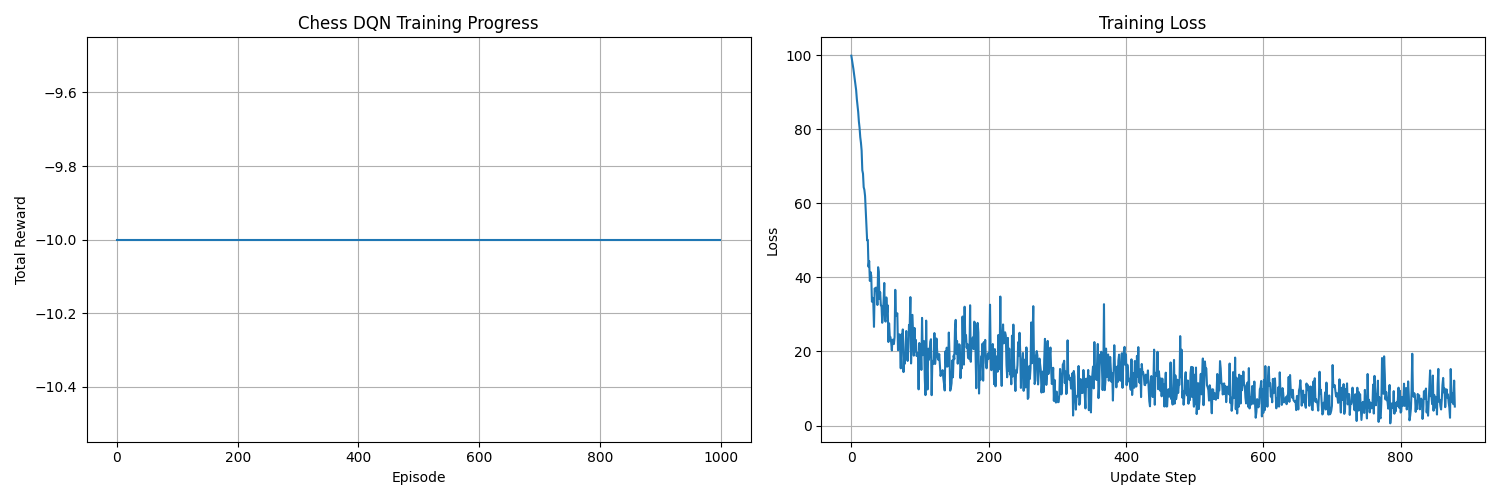 Chess DQN Training Progress
Total Reward
−9.6
−9.8
−10.0
−10.2
−10.4
0 200 400 600 800 1000
Episode
Training Loss
Loss
100
80
60
40
20
0
0 200 400 600 800
Update Step